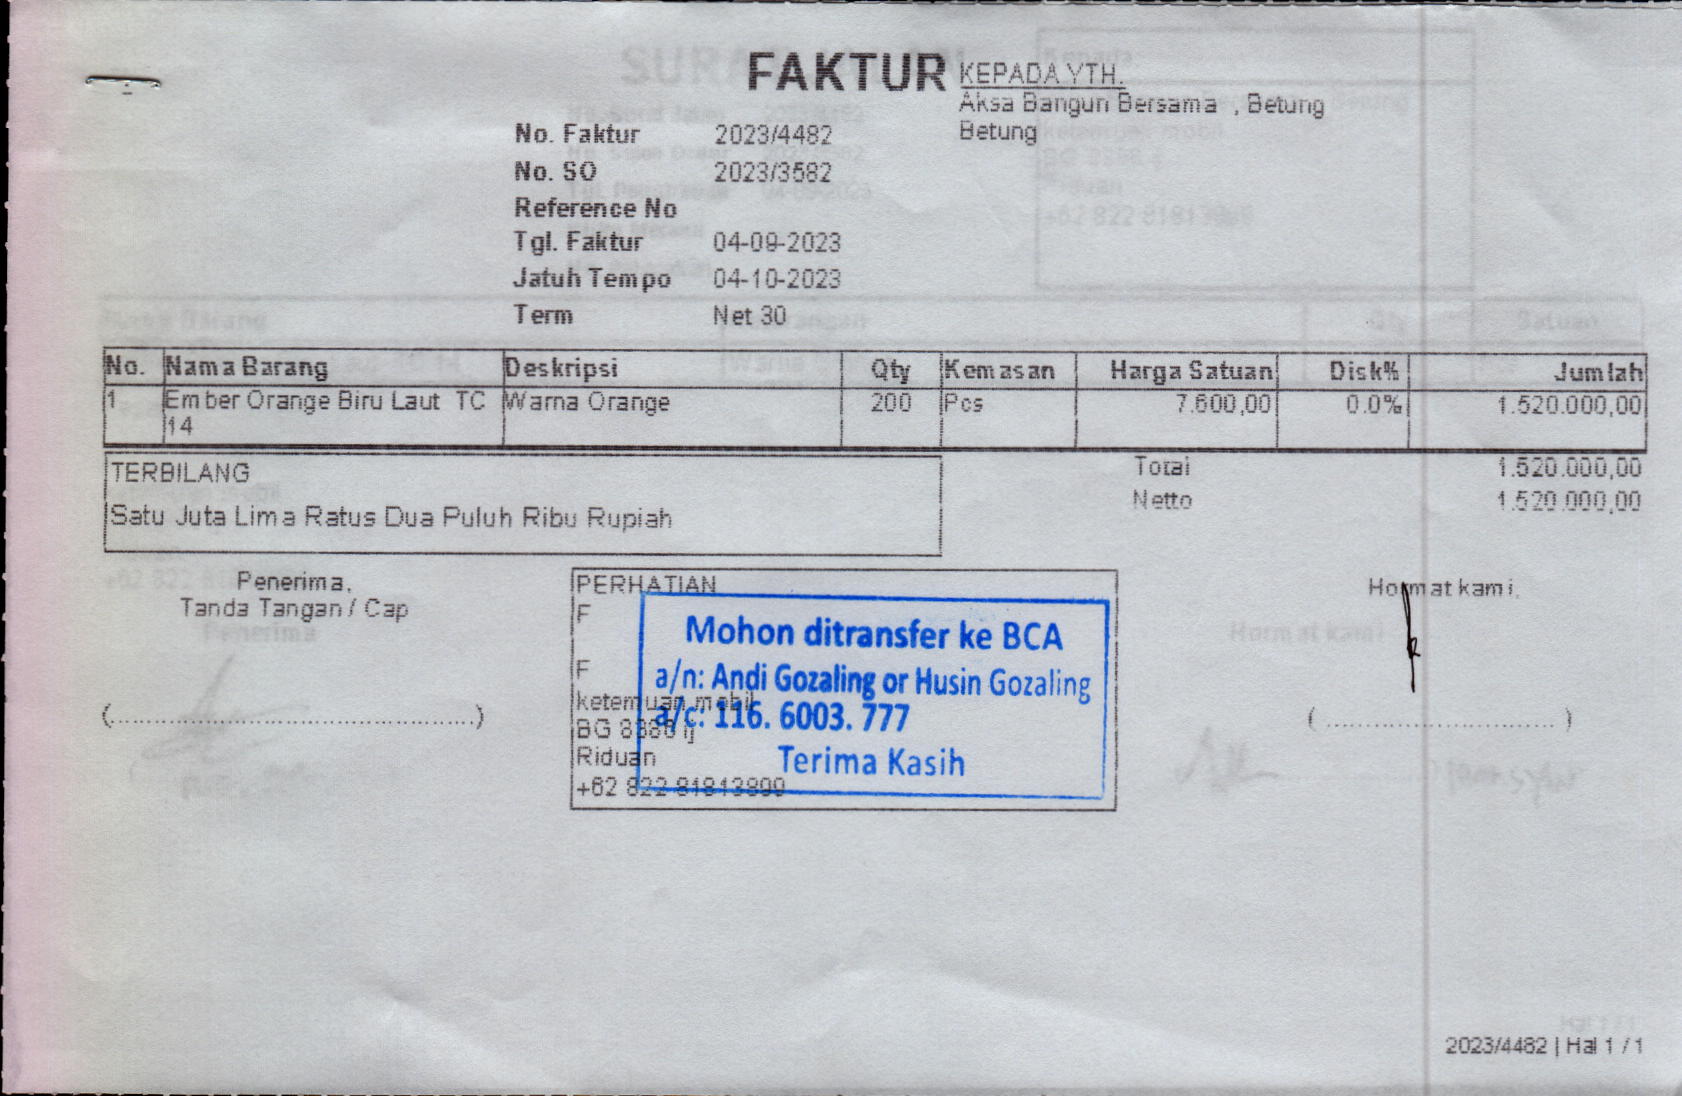 FAKTUR
KEPADA YTH.
Aksa Bangun Bersama , Betung
Betung
No. Faktur 2023/4482
No. SO 2023/3582
Reference No
Tgl. Faktur 04-09-2023
Jatuh Tempo 04-10-2023
Term Net 30
No. Nama Barang Deskripsi Qty Kemasan Harga Satuan Disk% Jumlah
1 Ember Orange Biru Laut TC Warna Orange 200 Pcs 7.600,00 0.0% 1.520.000,00
14
TERBILANG
Satu Juta Lima Ratus Dua Puluh Ribu Rupiah
Total 1.520.000,00
Netto 1.520.000,00
Penerima,
Tanda Tangan / Cap
(........................................................)
PERHATIAN
F
F
ketemuan mobil
BG
Riduan
+62 822
Mohon ditransfer ke BCA
a/n: Andi Gozaling or Husin Gozaling
a/c: 116. 6003. 777
Terima Kasih
Hormat kami,
( ................................... )
2023/4482 | Hal 1 / 1